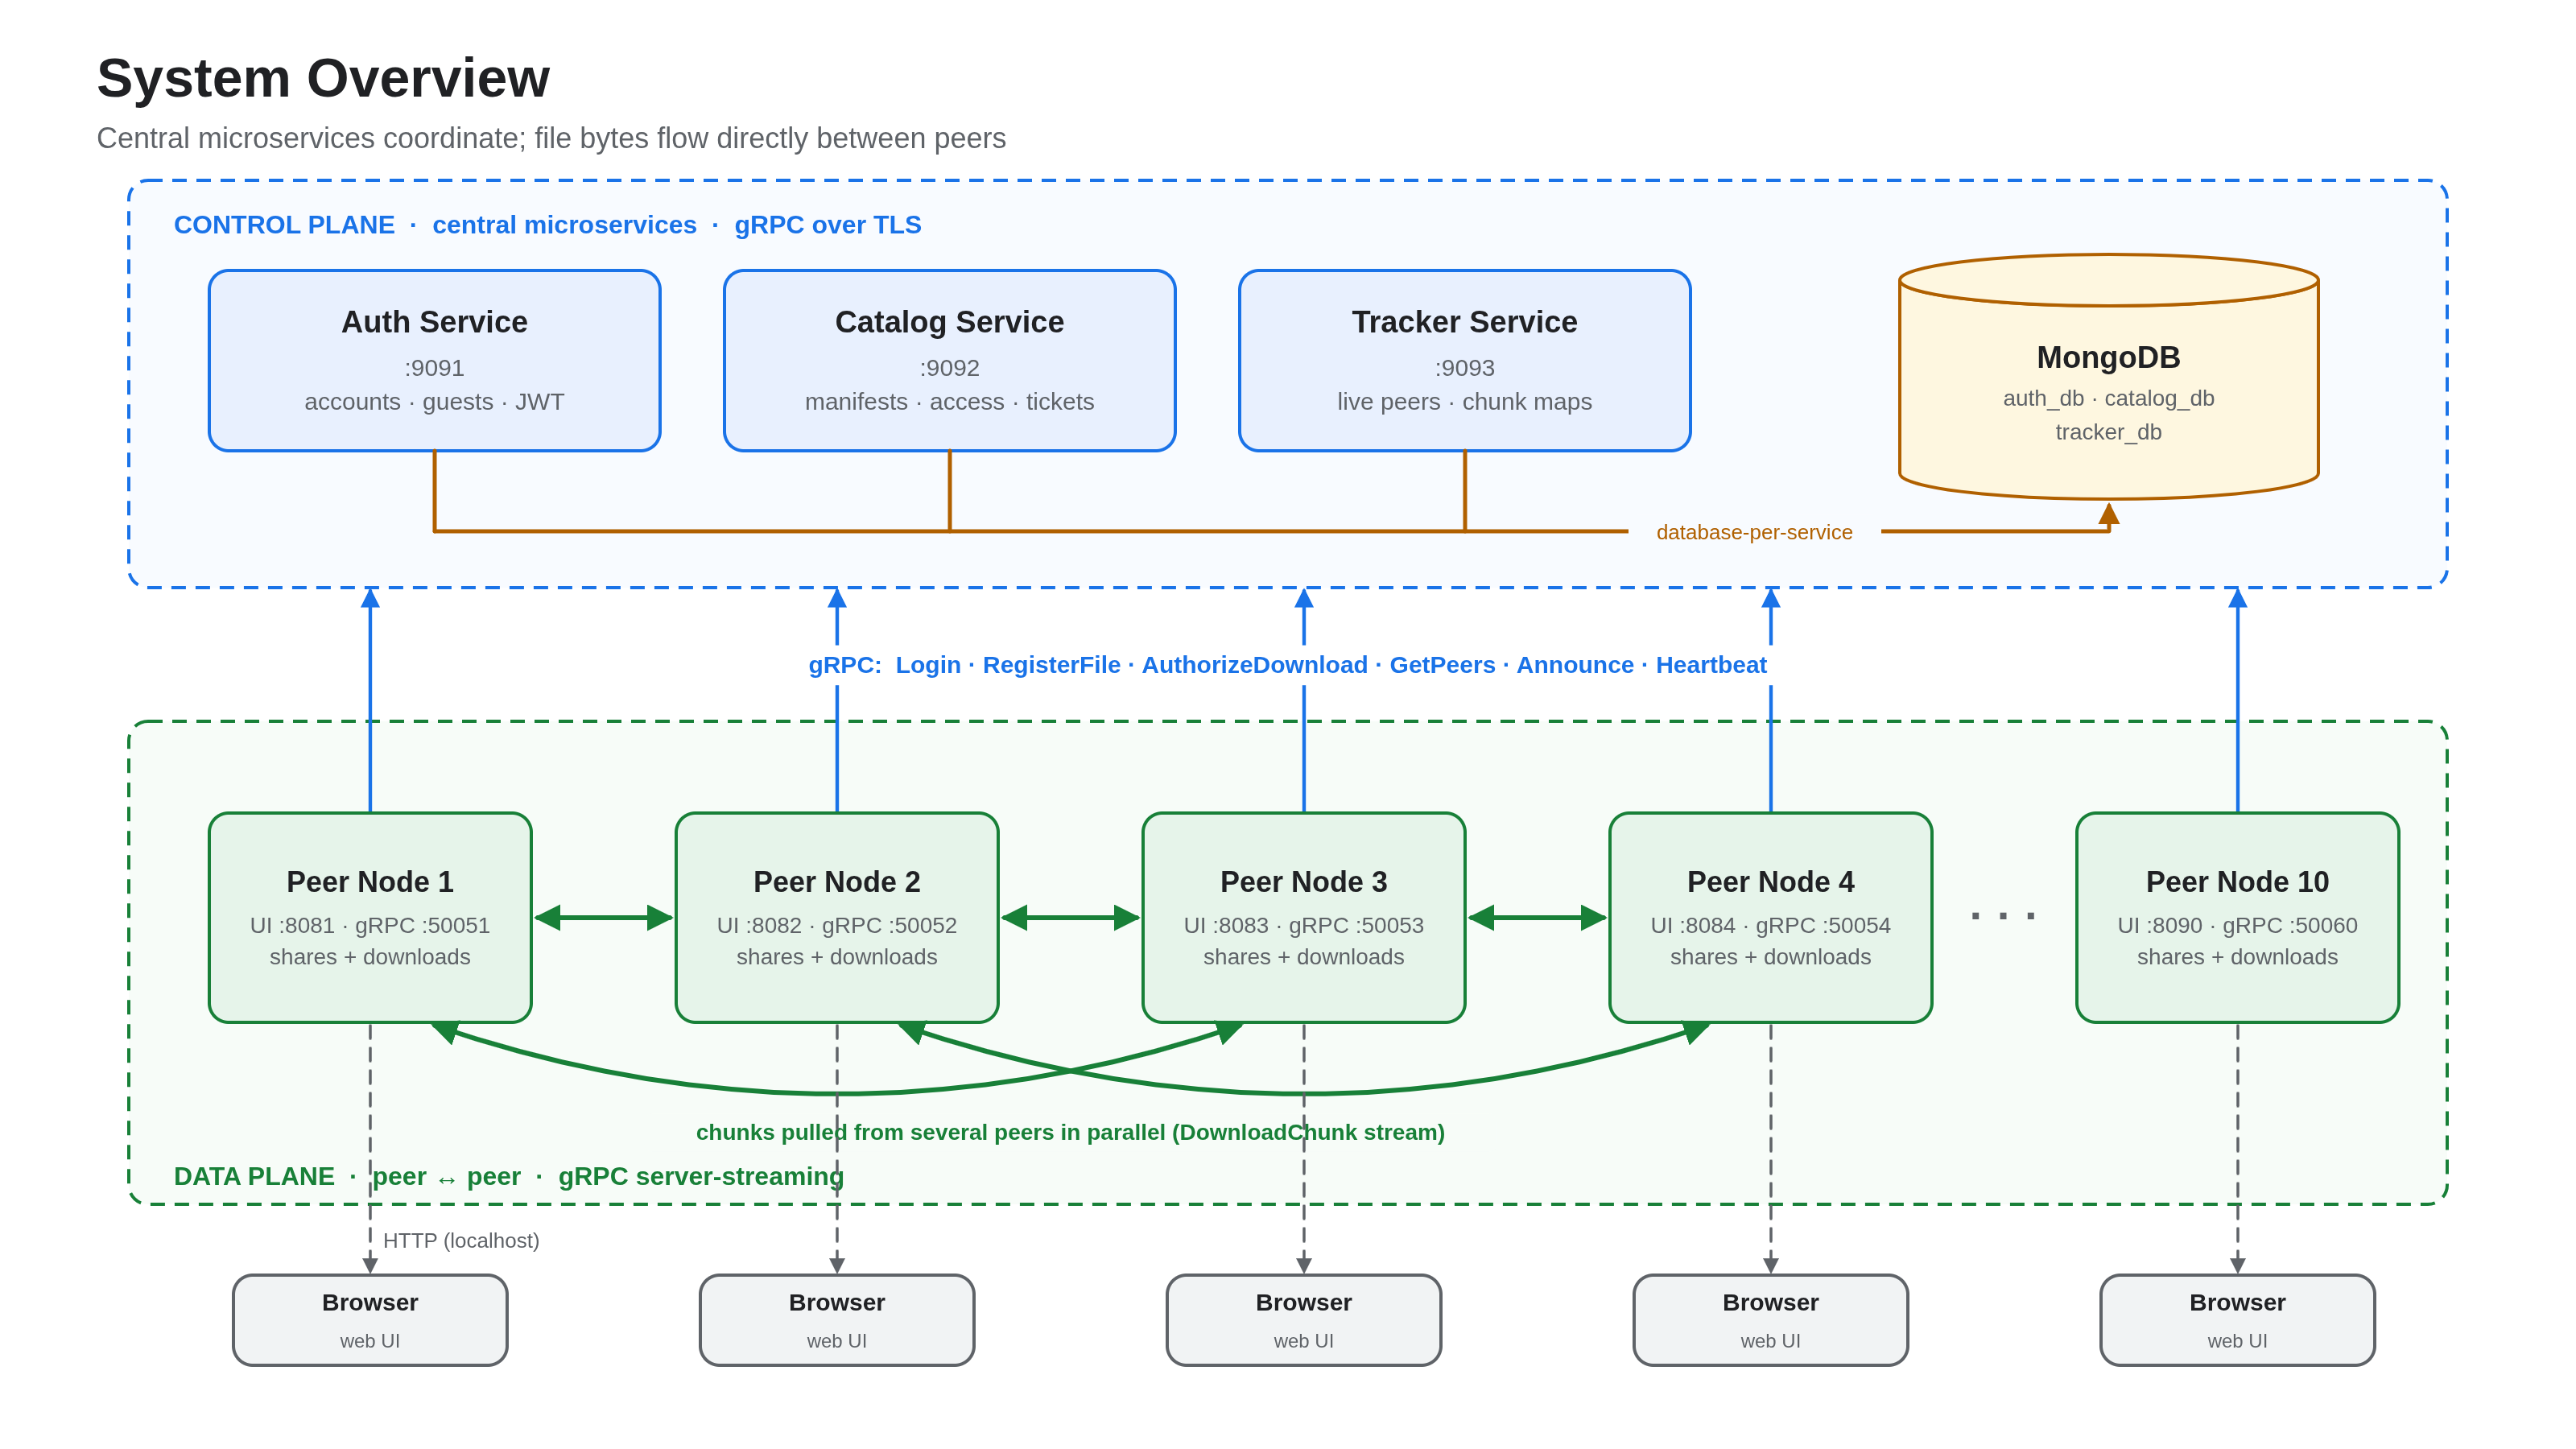 System Overview
Central microservices coordinate; file bytes flow directly between peers
CONTROL PLANE · central microservices · gRPC over TLS
Auth Service
:9091
accounts · guests · JWT
Catalog Service
:9092
manifests · access · tickets
Tracker Service
:9093
live peers · chunk maps
MongoDB
auth_db · catalog_db
tracker_db
database-per-service
gRPC: Login · RegisterFile · AuthorizeDownload · GetPeers · Announce · Heartbeat
Peer Node 1
UI :8081 · gRPC :50051
shares + downloads
Peer Node 2
UI :8082 · gRPC :50052
shares + downloads
Peer Node 3
UI :8083 · gRPC :50053
shares + downloads
Peer Node 4
UI :8084 · gRPC :50054
shares + downloads
· · ·
Peer Node 10
UI :8090 · gRPC :50060
shares + downloads
chunks pulled from several peers in parallel (DownloadChunk stream)
DATA PLANE · peer ↔ peer · gRPC server-streaming
HTTP (localhost)
Browser
web UI
Browser
web UI
Browser
web UI
Browser
web UI
Browser
web UI